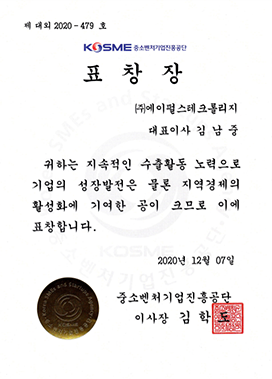 제 대외 2020 - 479 호
KOSME 중소벤처기업진흥공단
표 창 장
㈜에이펄스테크롤리지
대표이사 김 남 중
귀하는 지속적인 수출활동 노력으로
기업의 성장발전은 물론 지역경제의
활성화에 기여한 공이 크므로 이에
표창합니다.
2020년 12월 07일
중소벤처기업진흥공단
이사장 김 학